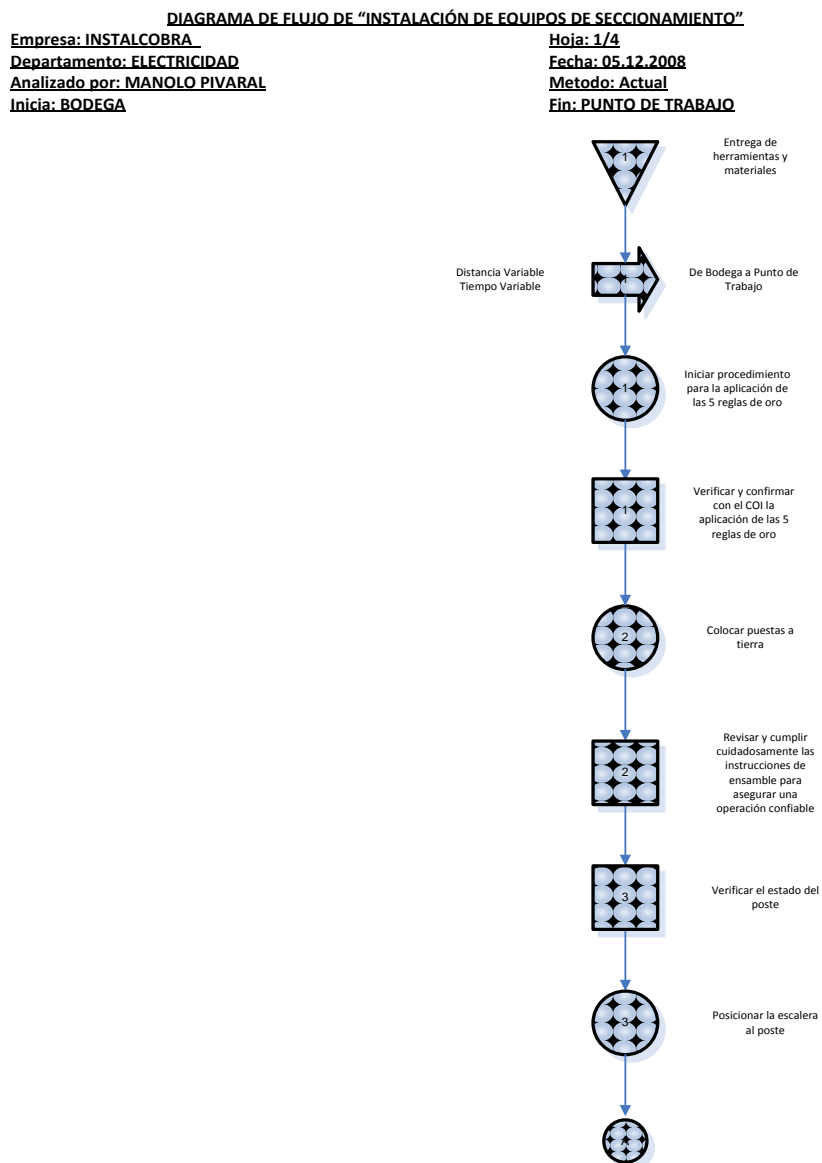 DIAGRAMA DE FLUJO DE “INSTALACIÓN DE EQUIPOS DE SECCIONAMIENTO”
Empresa: INSTALCOBRA
Hoja: 1/4
Departamento: ELECTRICIDAD
Fecha: 05.12.2008
Analizado por: MANOLO PIVARAL
Metodo: Actual
Inicia: BODEGA
Fin: PUNTO DE TRABAJO
1
Entrega de
herramientas y
materiales
Distancia Variable
Tiempo Variable
1
De Bodega a Punto de
Trabajo
1
Iniciar procedimiento
para la aplicación de
las 5 reglas de oro
1
Verificar y confirmar
con el COI la
aplicación de las 5
reglas de oro
2
Colocar puestas a
tierra
2
Revisar y cumplir
cuidadosamente las
instrucciones de
ensamble para
asegurar una
operación confiable
3
Verificar el estado del
poste
3
Posicionar la escalera
al poste
A